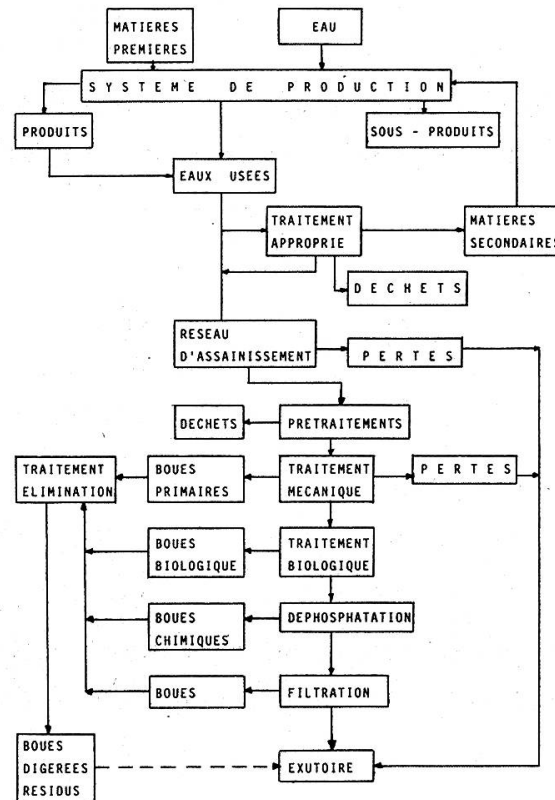 MATIERES
PREMIERES
EAU
SYSTEME DE PRODUCTION
PRODUITS
SOUS - PRODUITS
EAUX USEES
TRAITEMENT
APPROPRIE
MATIERES
SECONDAIRES
DECHETS
RESEAU
D'ASSAINISSEMENT
PERTES
DECHETS
PRETRAITEMENTS
TRAITEMENT
ELIMINATION
BOUES
PRIMAIRES
TRAITEMENT
MECANIQUE
PERTES
BOUES
BIOLOGIQUE
TRAITEMENT
BIOLOGIQUE
BOUES
CHIMIQUES
DEPHOSPHATATION
BOUES
FILTRATION
BOUES
DIGEREES
RESIDUS
EXUTOIRE